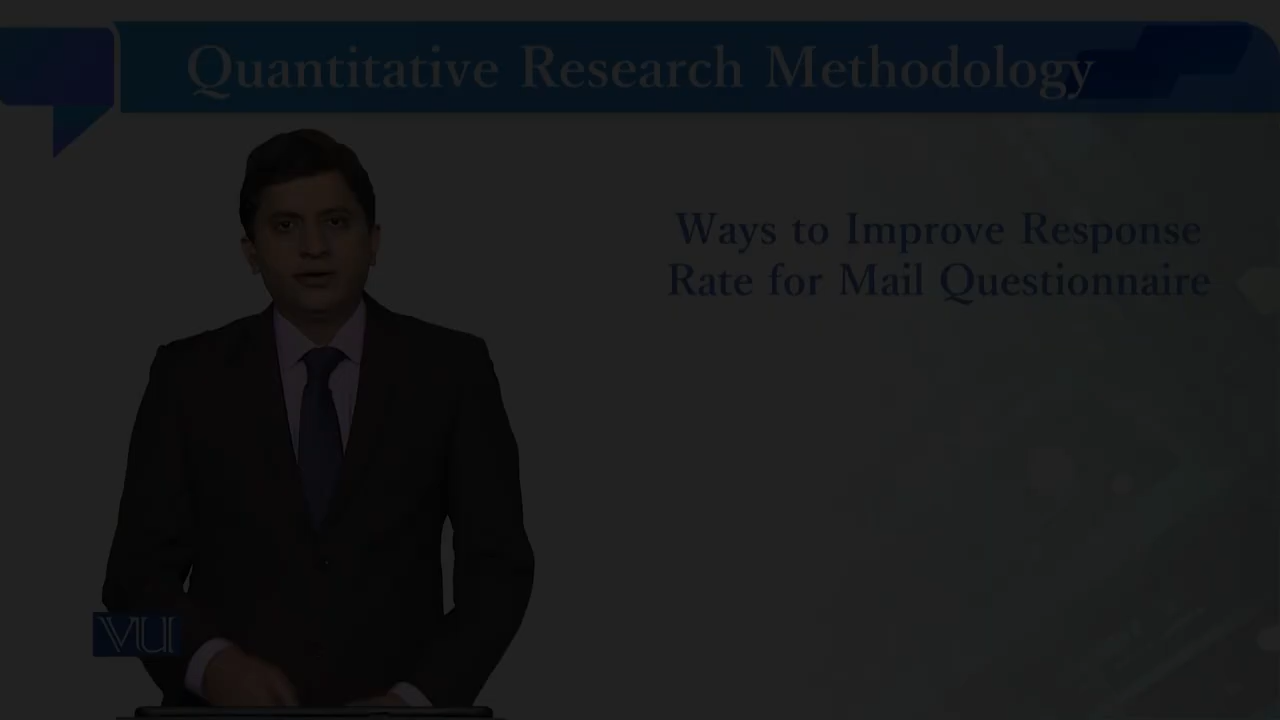 Quantitative Research Methodology
Ways to Improve Response
Rate for Mail Questionnaire
VU